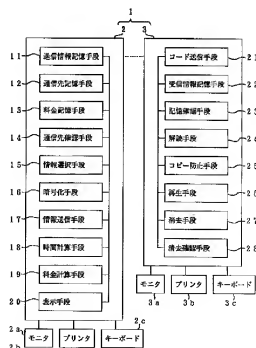 1
2
3
11
送信情報記憶手段
12
通信先記憶手段
13
料金記憶手段
14
通信先確認手段
15
情報選択手段
16
暗号化手段
17
情報送信手段
18
時間計算手段
19
料金計算手段
20
表示手段
モニタ
プリンタ
キーボード
2a
2b
2c
コード送信手段
21
受信情報記憶手段
22
記憶確認手段
23
解読手段
24
コピー防止手段
25
再生手段
26
消去手段
27
消去確認手段
28
モニタ
プリンタ
キーボード
3a
3b
3c